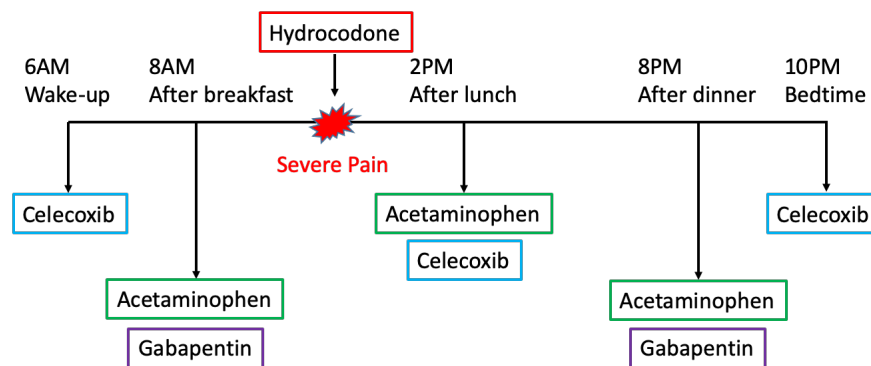 Hydrocodone
6AM
Wake-up
8AM
After breakfast
2PM
After lunch
8PM
After dinner
10PM
Bedtime
Severe Pain
Celecoxib
Acetaminophen
Celecoxib
Celecoxib
Acetaminophen
Gabapentin
Acetaminophen
Gabapentin